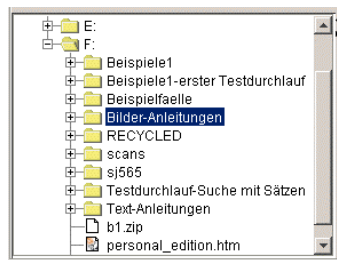 E:
F:
Beispiele1
Beispiele1-erster Testdurchlauf
Beispielfaelle
Bilder-Anleitungen
RECYCLED
scans
sj565
Testdurchlauf-Suche mit Sätzen
Text-Anleitungen
b1.zip
personal_edition.htm